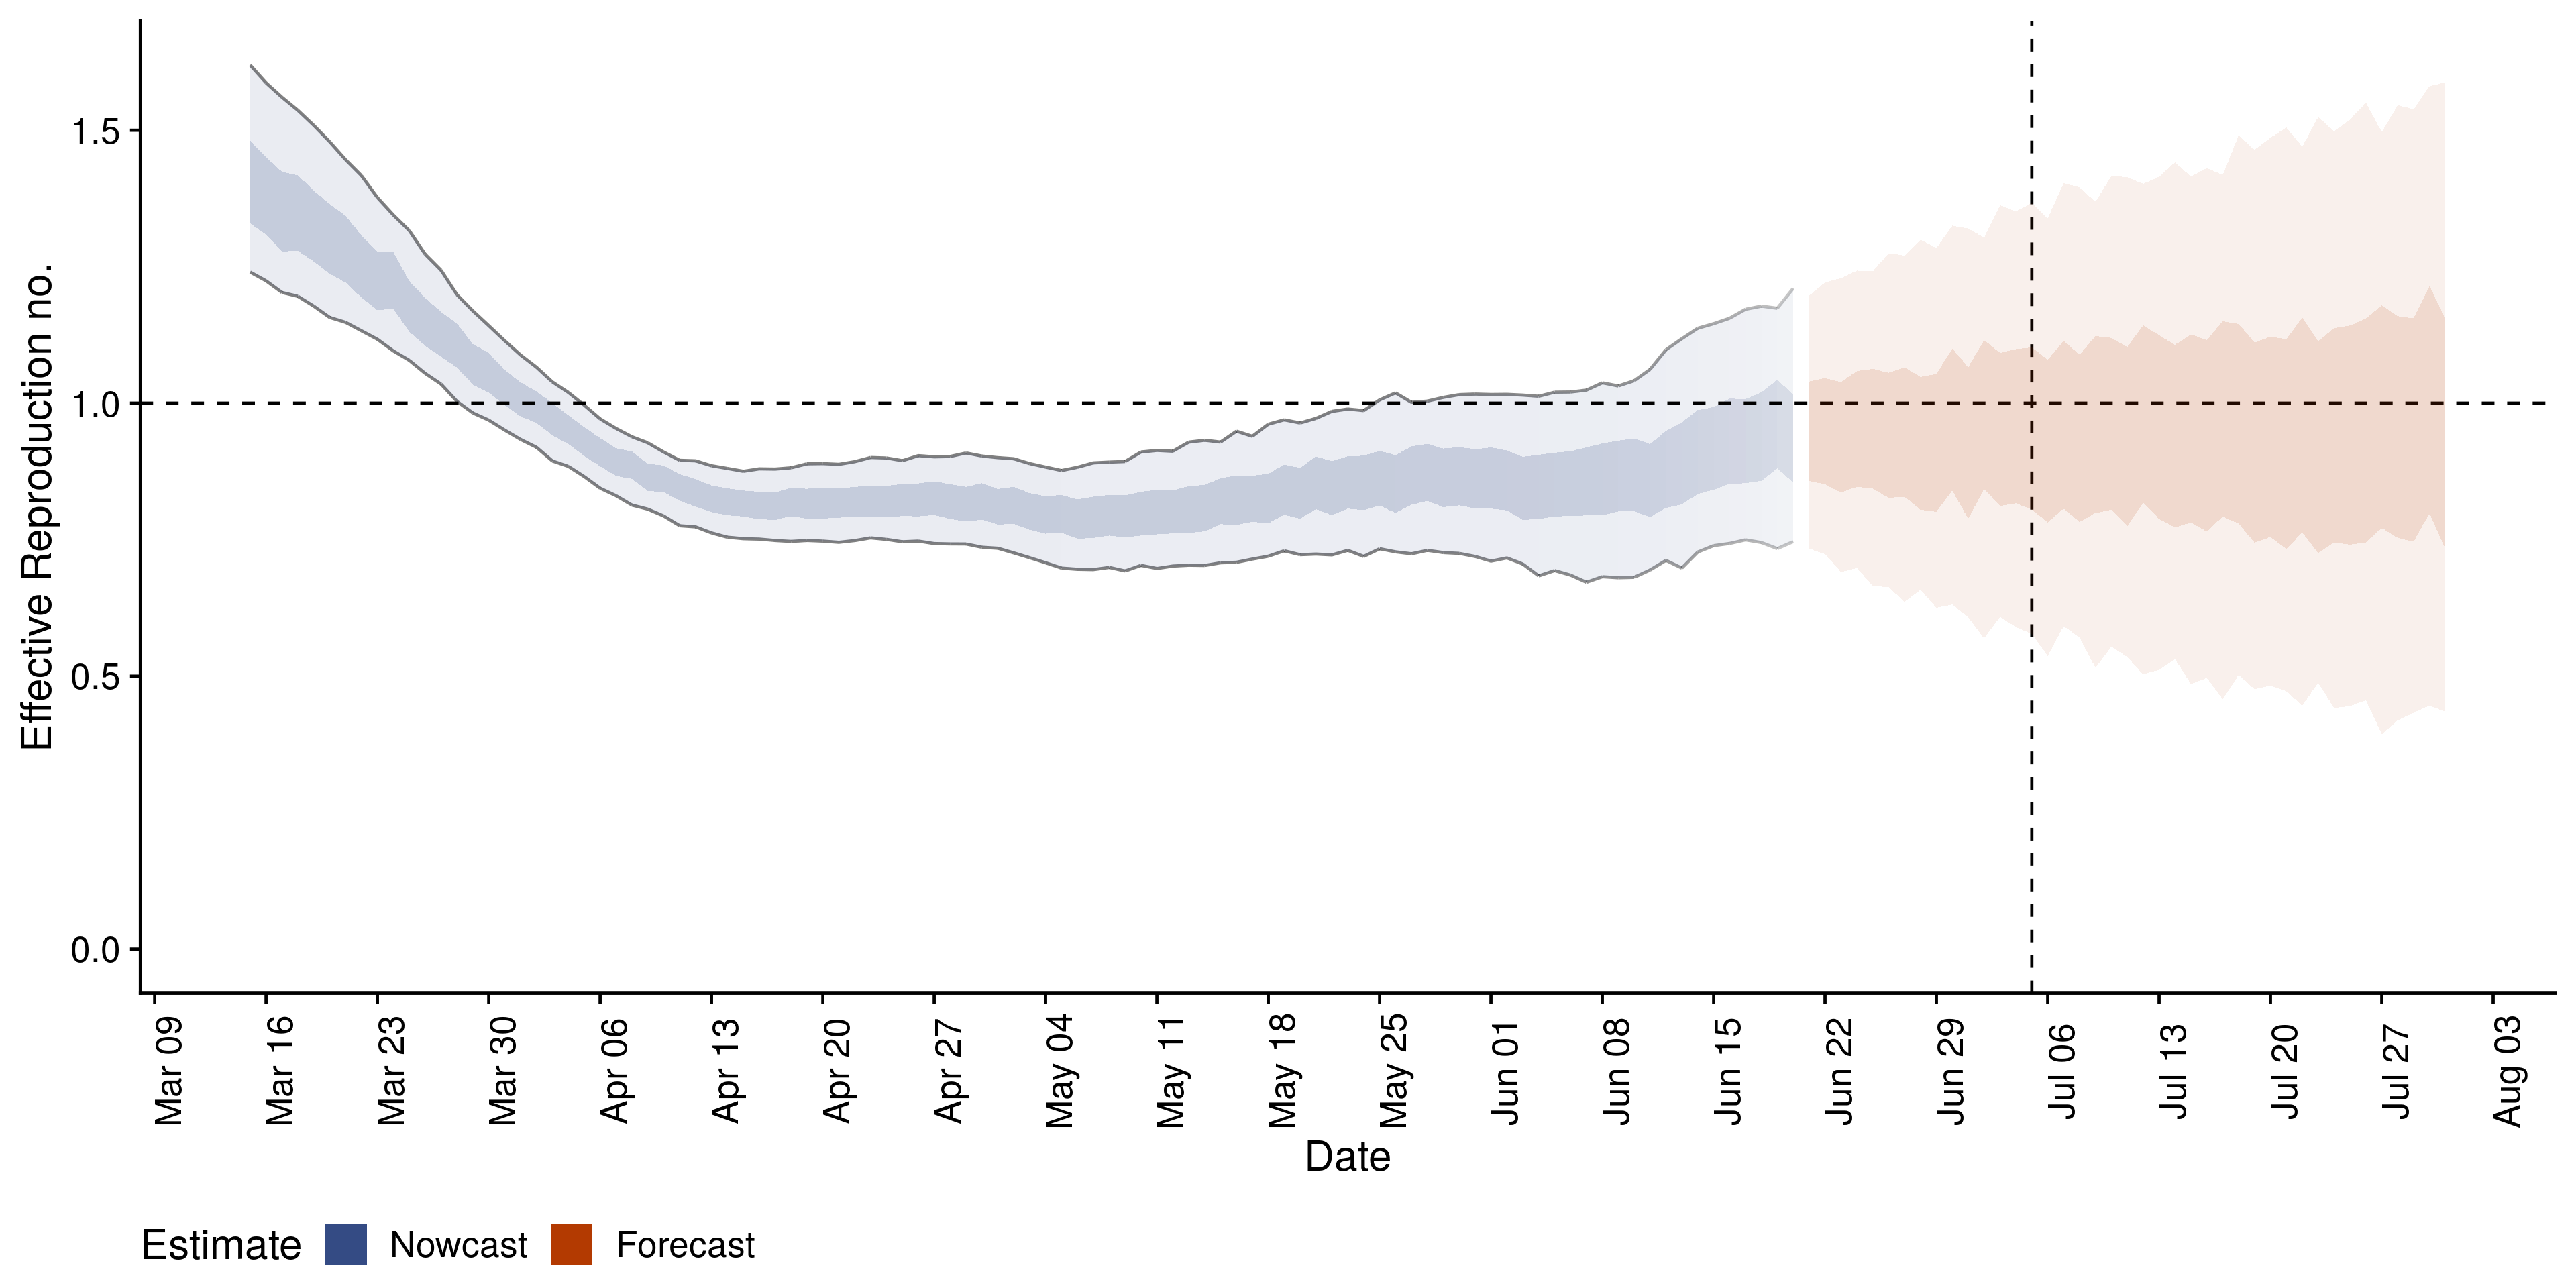 Effective Reproduction no.
1.5
1.0
0.5
0.0
Mar 09
Mar 16
Mar 23
Mar 30
Apr 06
Apr 13
Apr 20
Apr 27
May 04
May 11
May 18
May 25
Jun 01
Jun 08
Jun 15
Jun 22
Jun 29
Jul 06
Jul 13
Jul 20
Jul 27
Aug 03
Date
Estimate Nowcast Forecast